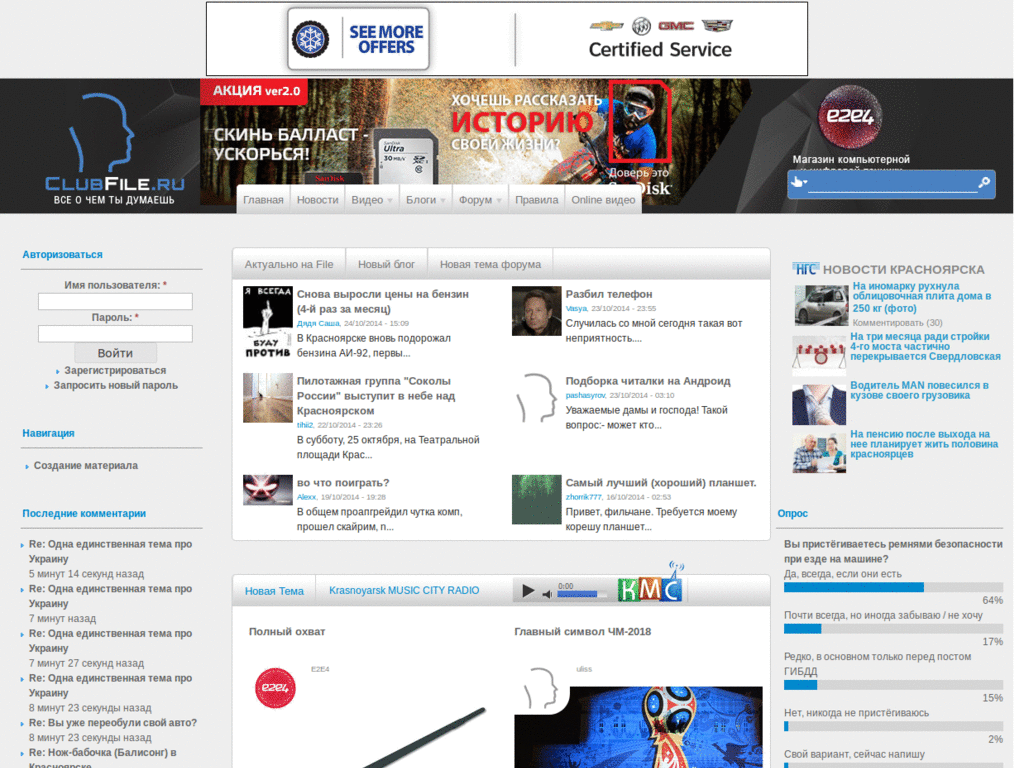 SEE MORE
OFFERS
GMC
Certified Service
АКЦИЯ ver2.0
СКИНЬ БАЛЛАСТ -
УСКОРЬСЯ!
SanDisk
Ultra
30 MB/s
SanDisk
ХОЧЕШЬ РАССКАЗАТЬ
ИСТОРИЮ
СВОЕЙ ЖИЗНИ?
Доверь это
SanDisk
e2e4
Магазин компьютерной
CLUBFILE.RU
ВСЕ О ЧЕМ ТЫ ДУМАЕШЬ
Главная
Новости
Видео
Блоги
Форум
Правила
Online видео
Авторизоваться
Имя пользователя: *
Пароль: *
Войти
Зарегистрироваться
Запросить новый пароль
Навигация
Создание материала
Последние комментарии
Re: Одна единственная тема про
Украину
5 минут 14 секунд назад
Re: Одна единственная тема про
Украину
7 минут назад
Re: Одна единственная тема про
Украину
7 минут 27 секунд назад
Re: Одна единственная тема про
Украину
8 минут 23 секунды назад
Re: Вы уже переобули свой авто?
8 минут 23 секунды назад
Re: Нож-бабочка (Балисонг) в
Красноярске
Актуально на File
Новый блог
Новая тема форума
Я ВСЕГДА
БУДУ
ПРОТИВ
Снова выросли цены на бензин
(4-й раз за месяц)
Дядя Саша, 24/10/2014 - 15:09
В Красноярске вновь подорожал
бензина АИ-92, первы...
Разбил телефон
Vasya, 23/10/2014 - 23:55
Случилась со мной сегодня такая вот
неприятность....
Пилотажная группа "Соколы
России" выступит в небе над
Красноярском
tihii2, 22/10/2014 - 23:26
В субботу, 25 октября, на Театральной
площади Крас...
Подборка читалки на Андроид
pashasyrov, 23/10/2014 - 03:10
Уважаемые дамы и господа! Такой
вопрос:- может кто...
во что поиграть?
Alexx, 19/10/2014 - 19:28
В общем проапгрейдил чутка комп,
прошел скайрим, п...
Самый лучший (хороший) планшет.
zhorik777, 16/10/2014 - 02:53
Привет, фильчане. Требуется моему
корешу планшет...
Новая Тема
Krasnoyarsk MUSIC CITY RADIO
0:00
КМС
Полный охват
e2e4
E2E4
Главный символ ЧМ-2018
uliss
НГС НОВОСТИ КРАСНОЯРСКА
На иномарку рухнула
облицовочная плита дома в
250 кг (фото)
Комментарии (30)
На три месяца ради стройки
4-го моста частично
перекрывается Свердловская
Водитель MAN повесился в
кузове своего грузовика
На пенсию после выхода на
нее планирует жить половина
красноярцев
Опрос
Вы пристёгиваетесь ремнями безопасности
при езде на машине?
Да, всегда, если они есть
64%
Почти всегда, но иногда забываю / не хочу
17%
Редко, в основном только перед постом
ГИБДД
15%
Нет, никогда не пристёгиваюсь
2%
Свой вариант, сейчас напишу